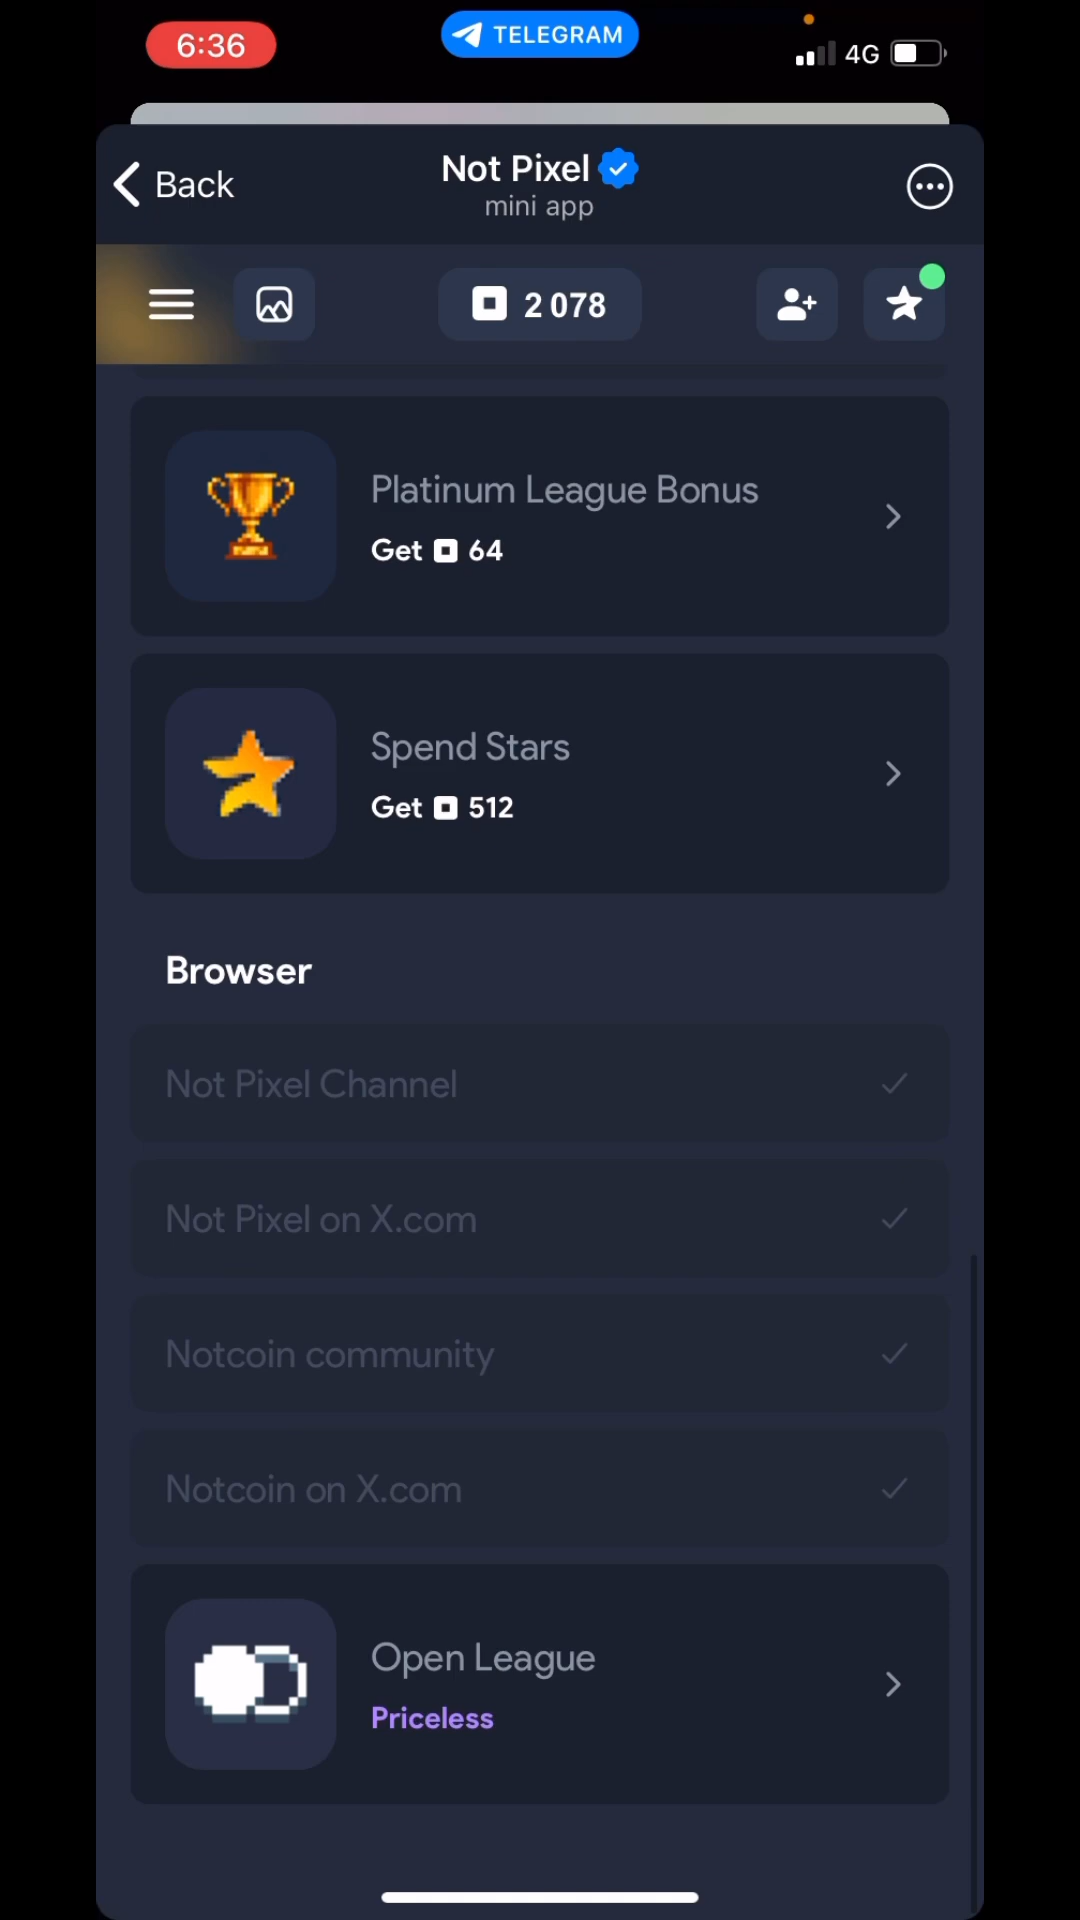 6:36
TELEGRAM
4G
Back
Not Pixel
mini app
2 078
Platinum League Bonus
Get 64
Spend Stars
Get 512
Browser
Not Pixel Channel
Not Pixel on X.com
Notcoin community
Notcoin on X.com
Open League
Priceless